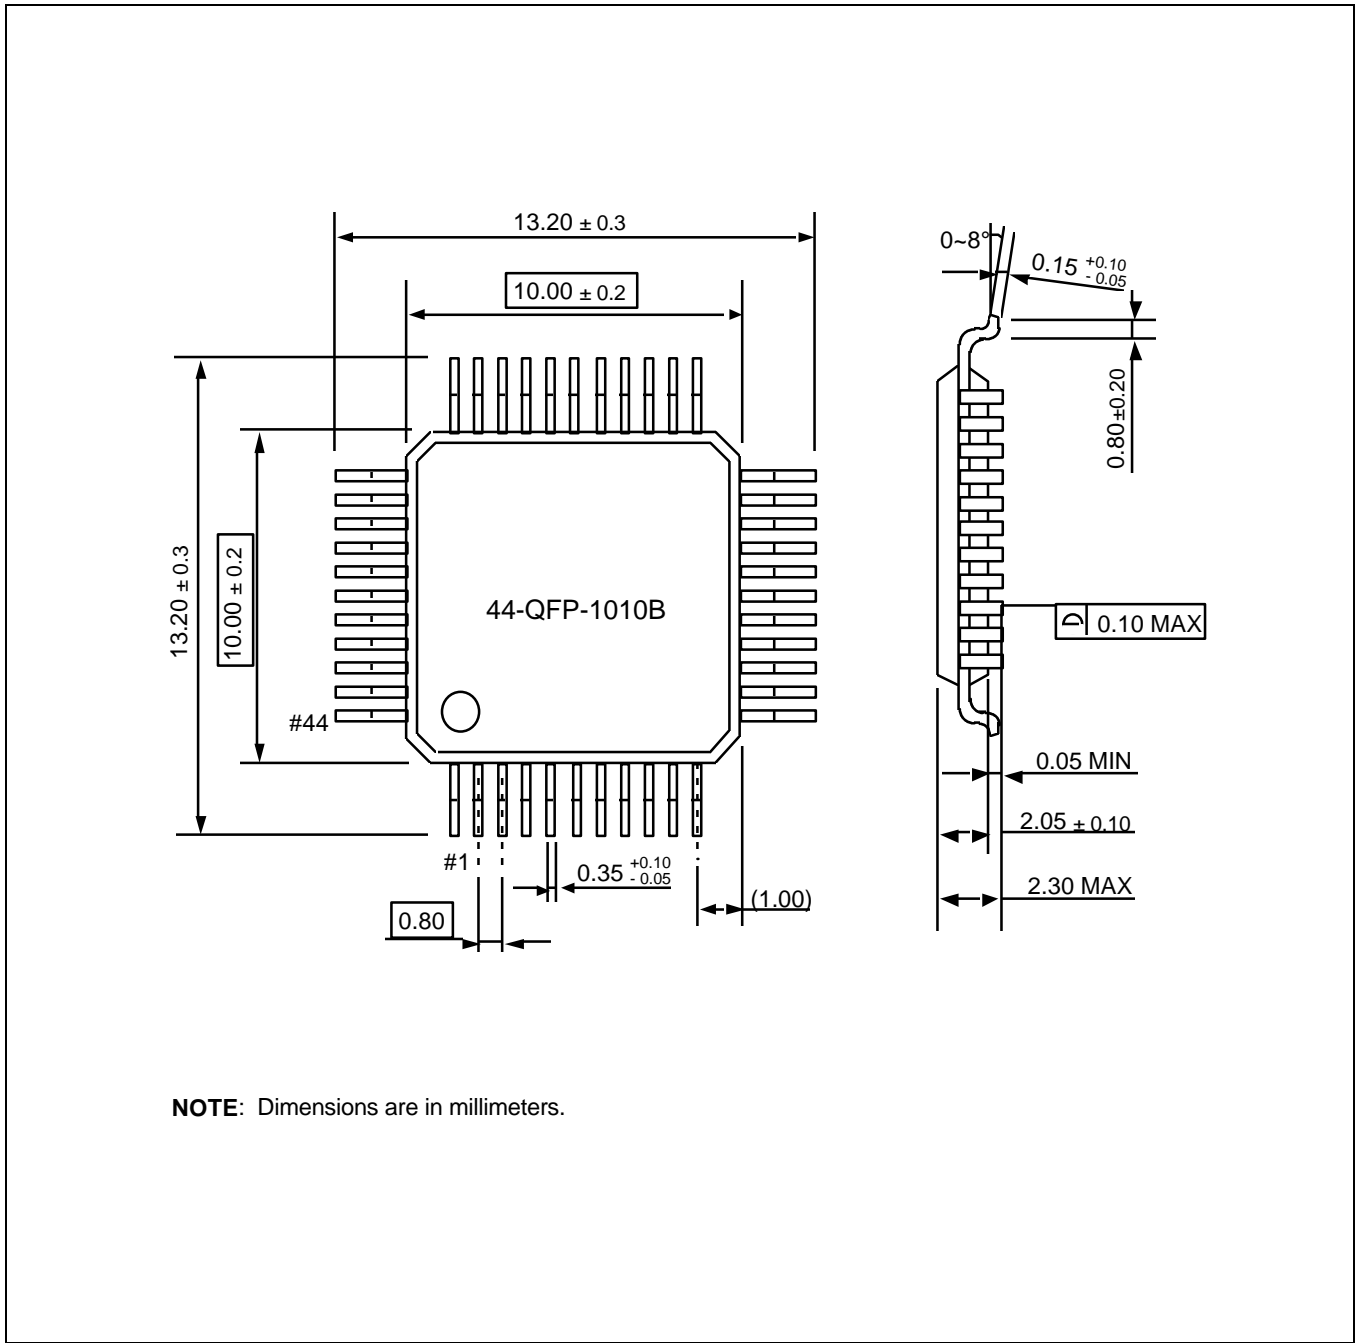 13.20 ± 0.3
10.00 ± 0.2
0~8°
0.15 +0.10 - 0.05
0.80±0.20
13.20 ± 0.3
10.00 ± 0.2
44-QFP-1010B
0.10 MAX
#44
0.05 MIN
2.05 ± 0.10
#1
0.35 +0.10 - 0.05
2.30 MAX
(1.00)
0.80
NOTE: Dimensions are in millimeters.